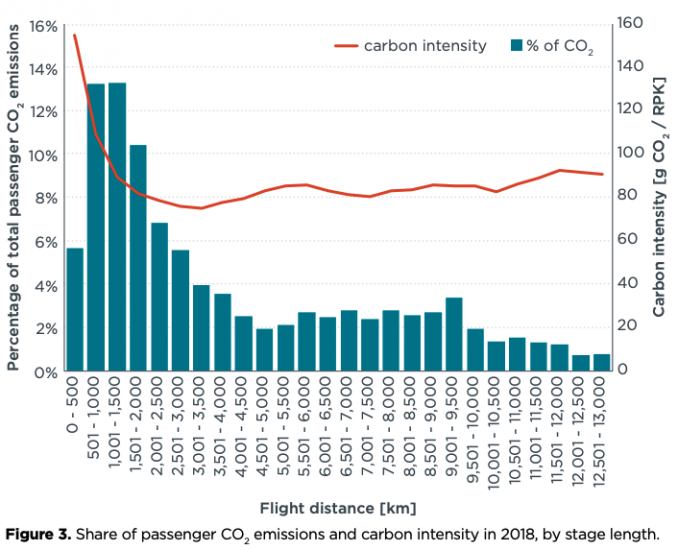 Percentage of total passenger CO2 emissions
16%
14%
12%
10%
8%
6%
4%
2%
0%
carbon intensity
% of CO2
160
140
120
100
80
60
40
20
0
Carbon intensity [g CO2 / RPK]
0 - 500
501 - 1,000
1,001 - 1,500
1,501 - 2,000
2,001 - 2,500
2,501 - 3,000
3,001 - 3,500
3,501 - 4,000
4,001 - 4,500
4,501 - 5,000
5,001 - 5,500
5,501 - 6,000
6,001 - 6,500
6,501 - 7,000
7,001 - 7,500
7,501 - 8,000
8,001 - 8,500
8,501 - 9,000
9,001 - 9,500
9,501 - 10,000
10,001 - 10,500
10,501 - 11,000
11,001 - 11,500
11,501 - 12,000
12,001 - 12,500
12,501 - 13,000
Flight distance [km]
Figure 3. Share of passenger CO2 emissions and carbon intensity in 2018, by stage length.